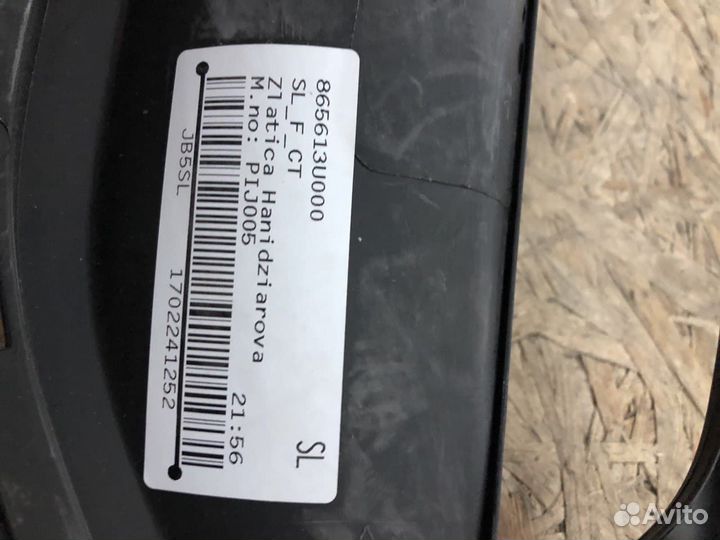 865613U000
SL_F_CT
Zlatica Hanidziarova
M.no: PIJ005
21:56
SL
JB5SL 1702241252
Avito